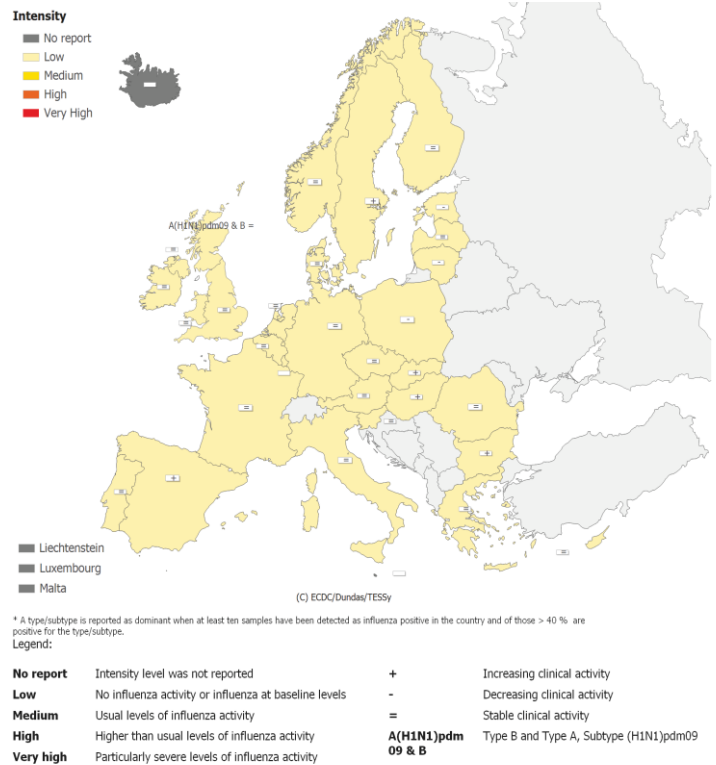 Intensity
No report
Low
Medium
High
Very High
=
=
+
-
=
-
A(H1N1)pdm09 & B =
=
=
=
=
=
=
=
=
-
=
+
=
+
=
=
=
+
+
=
=
=
=
Liechtenstein
Luxembourg
Malta
(C) ECDC/Dundas/TESSy
* A type/subtype is reported as dominant when at least ten samples have been detected as influenza positive in the country and of those > 40 % are
positive for the type/subtype.
Legend:
No report Intensity level was not reported + Increasing clinical activity
Low No influenza activity or influenza at baseline levels - Decreasing clinical activity
Medium Usual levels of influenza activity = Stable clinical activity
High Higher than usual levels of influenza activity A(H1N1)pdm Type B and Type A, Subtype (H1N1)pdm09
09 & B
Very high Particularly severe levels of influenza activity